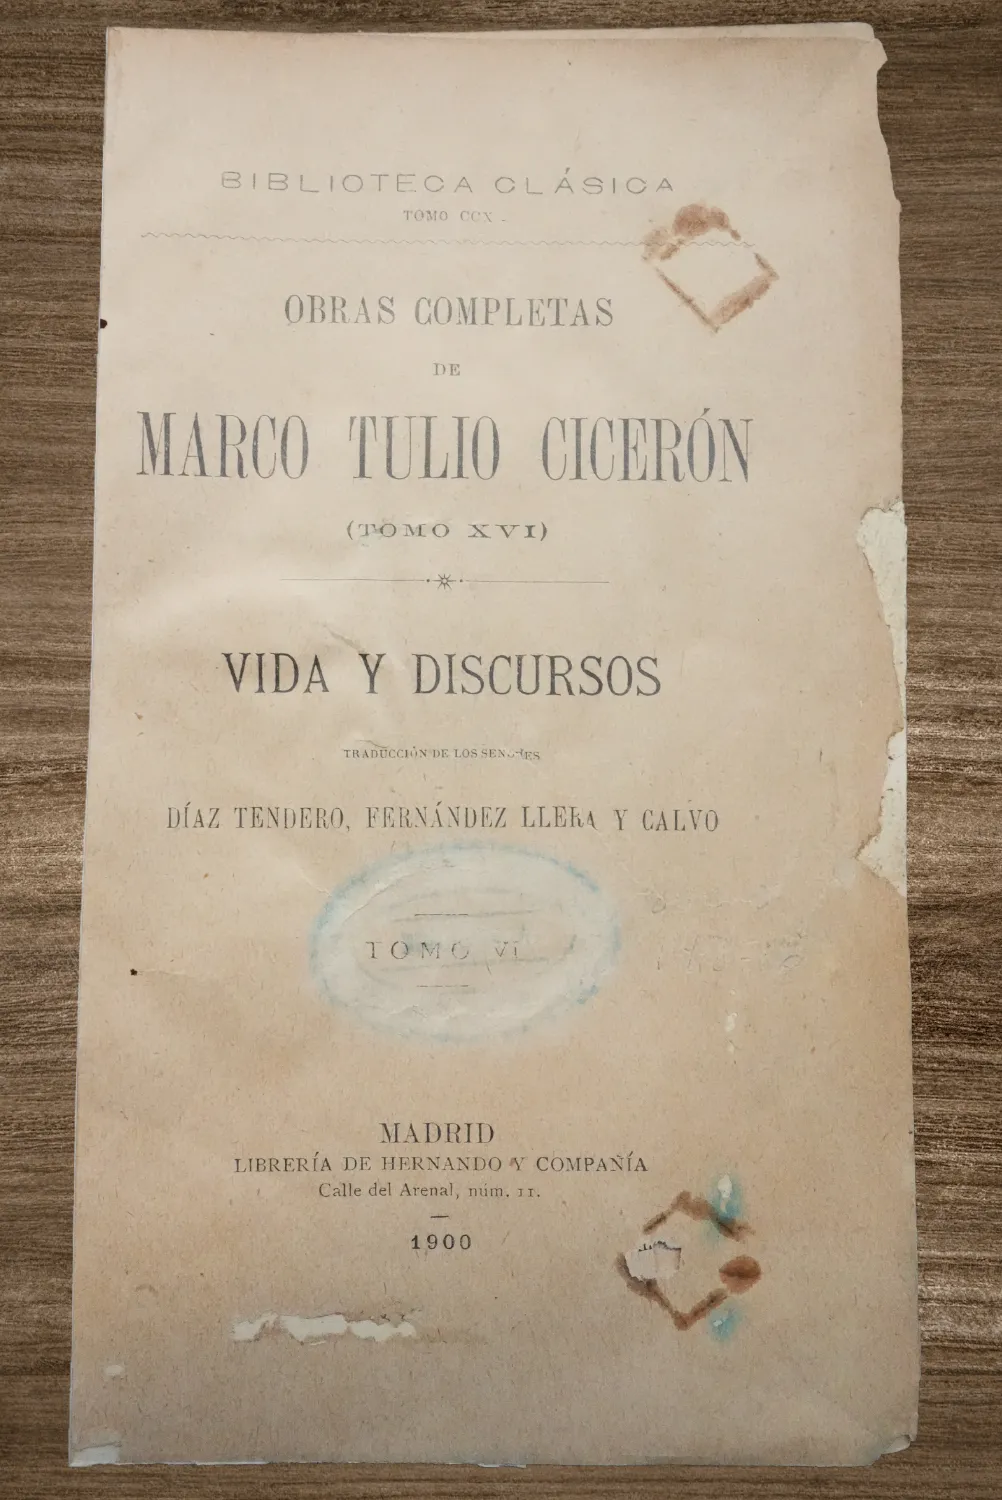 BIBLIOTECA CLÁSICA
TOMO CCX
OBRAS COMPLETAS
DE
MARCO TULIO CICERÓN
(TOMO XVI)
VIDA Y DISCURSOS
TRADUCCIÓN DE LOS SEÑORES
DÍAZ TENDERO, FERNÁNDEZ LLERA Y CALVO
TOMO VI
MADRID
LIBRERÍA DE HERNANDO Y COMPAÑÍA
Calle del Arenal, núm. 11.
1900